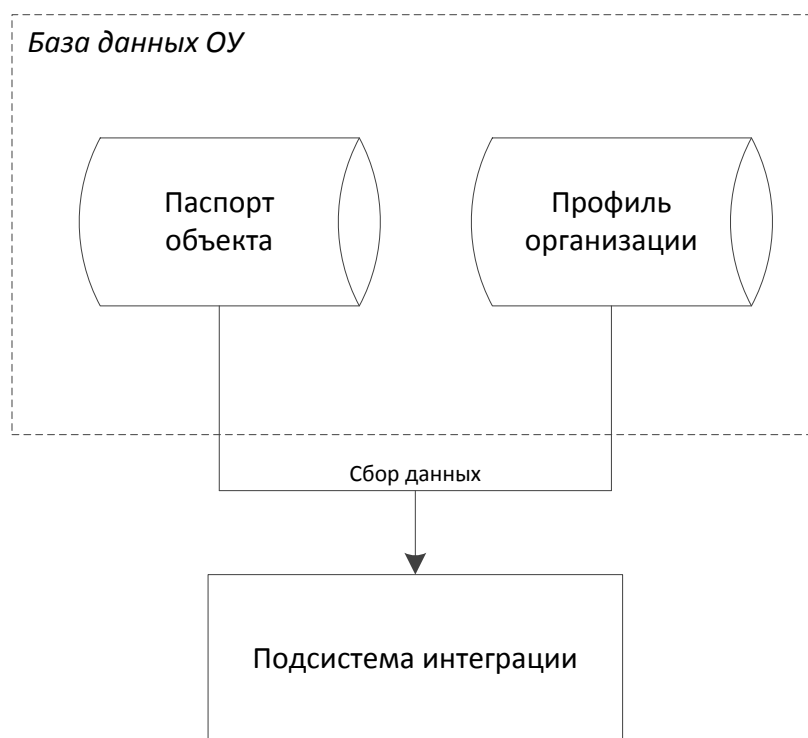 База данных ОУ
Паспорт
объекта
Профиль
организации
Сбор данных
Подсистема интеграции